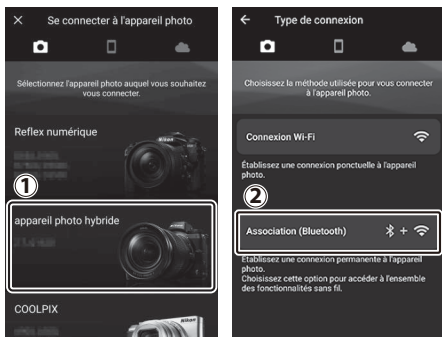 Se connecter à l'appareil photo
Sélectionnez l'appareil photo auquel vous souhaitez
vous connecter.
Reflex numérique
Nikon
1
appareil photo hybride
COOLPIX
Nikon
Type de connexion
Choisissez la méthode utilisée pour vous connecter
à l'appareil photo.
Connexion Wi-Fi
Établissez une connexion ponctuelle à l'appareil
photo.
2
Association (Bluetooth)
+
Établissez une connexion permanente à l'appareil
photo.
Choisissez cette option pour accéder à l'ensemble
des fonctionnalités sans fil.